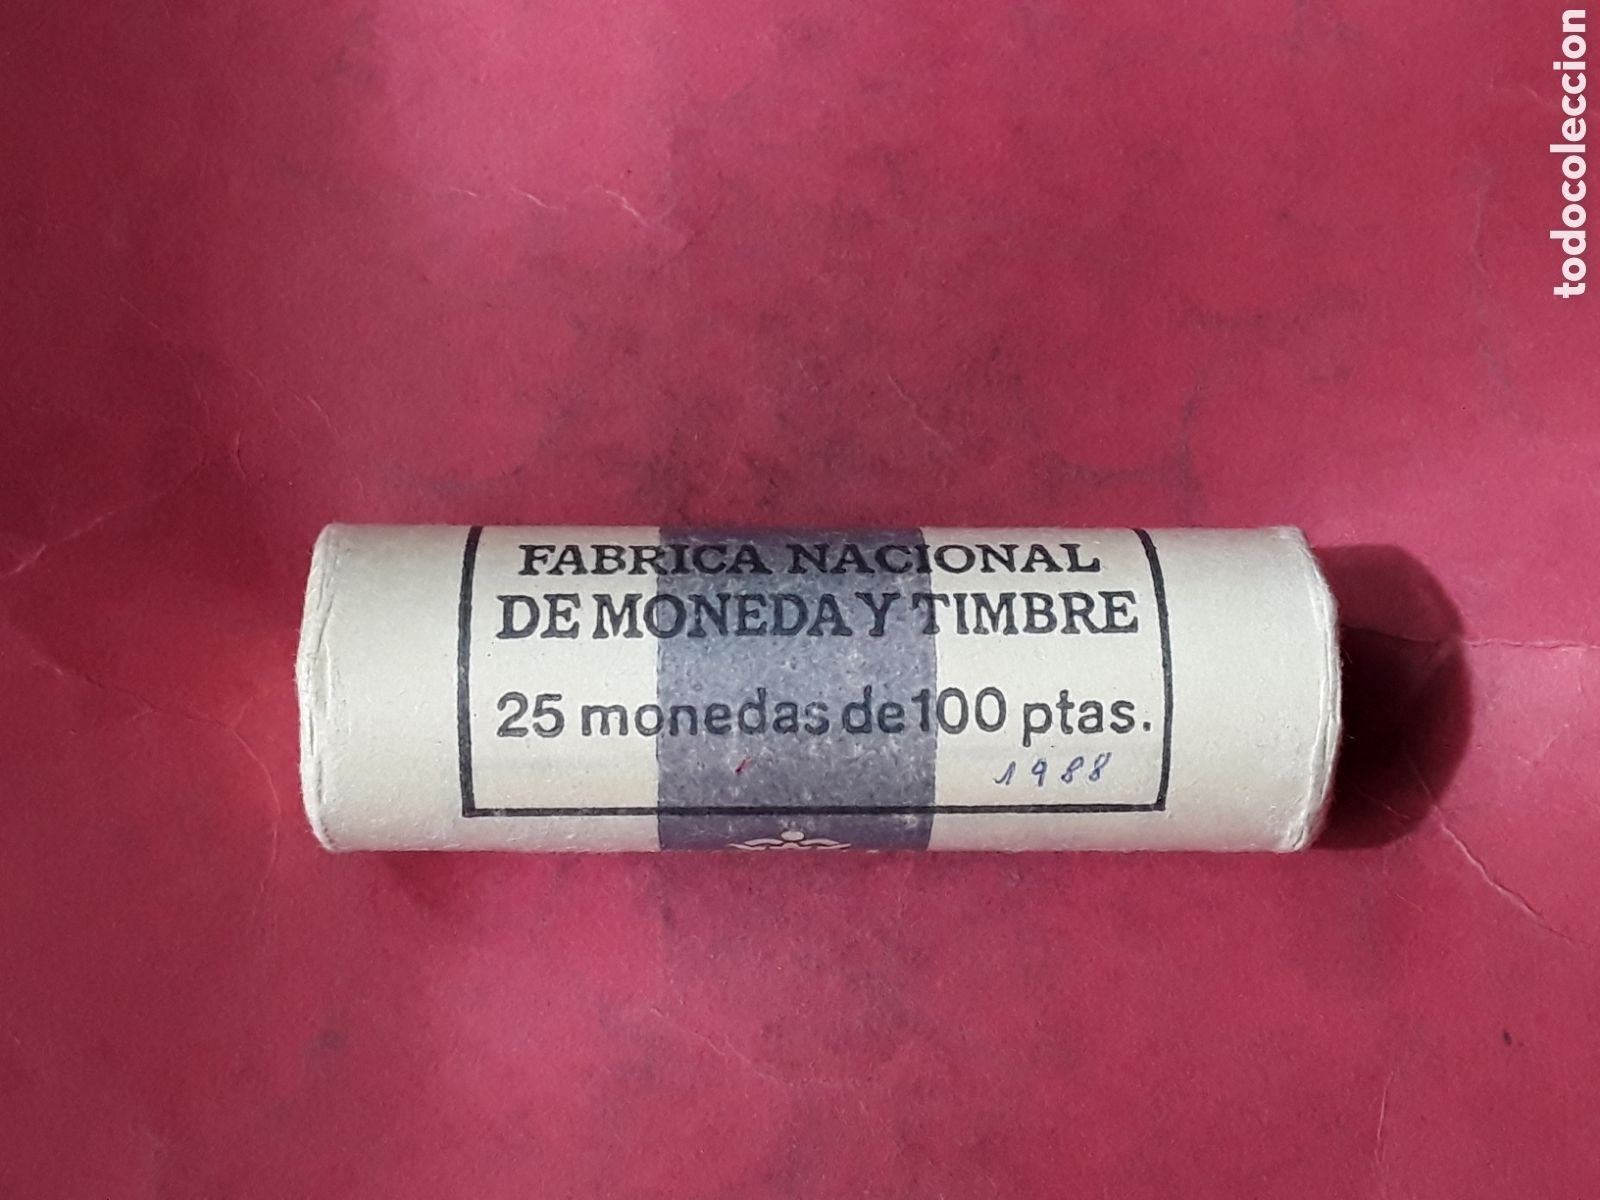 FABRICA NACIONAL
DE MONEDA Y TIMBRE
25 monedas de 100 ptas.
1988
todocoleccion